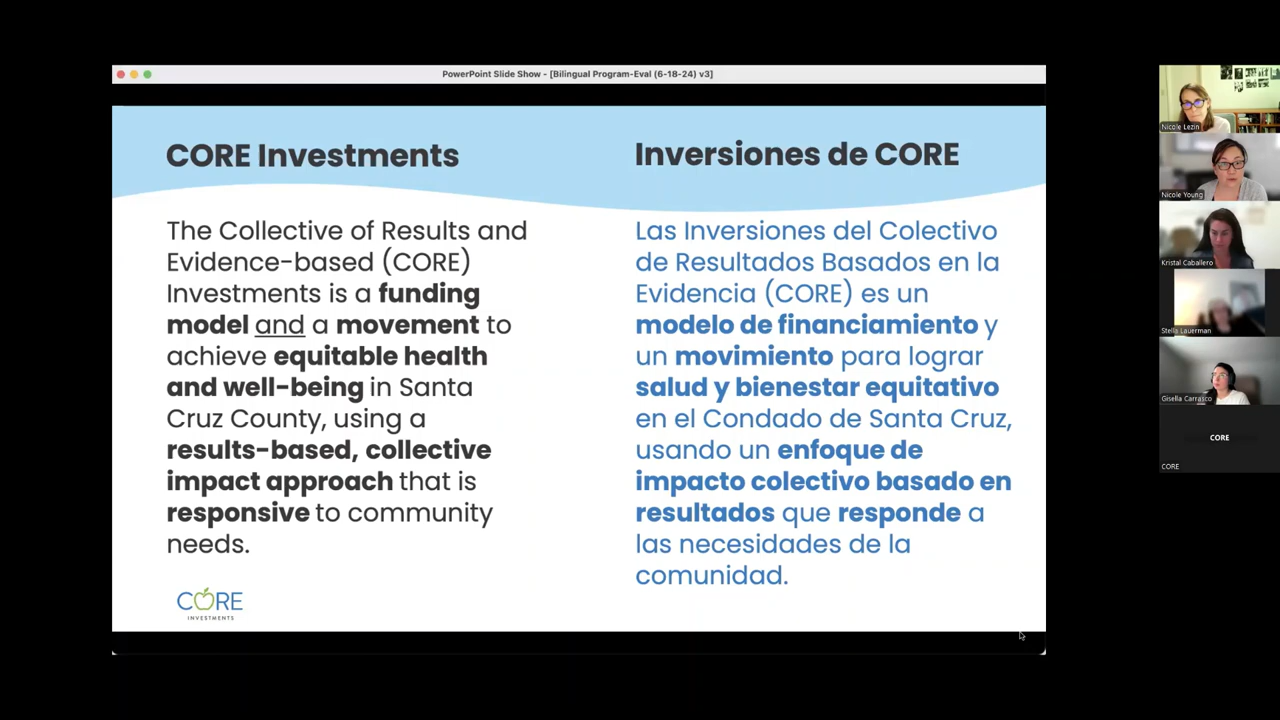 PowerPoint Slide Show - [Bilingual Program-Eval (6-18-24) v3]
CORE Investments
The Collective of Results and
Evidence-based (CORE)
Investments is a funding
model and a movement to
achieve equitable health
and well-being in Santa
Cruz County, using a
results-based, collective
impact approach that is
responsive to community
needs.
CORE
INVESTMENTS
Inversiones de CORE
Las Inversiones del Colectivo
de Resultados Basados en la
Evidencia (CORE) es un
modelo de financiamiento y
un movimiento para lograr
salud y bienestar equitativo
en el Condado de Santa Cruz,
usando un enfoque de
impacto colectivo basado en
resultados que responde a
las necesidades de la
comunidad.
Nicole Lezin
Nicole Young
Kristal Caballero
Stella Lauerman
Gisella Carrasco
CORE
CORE